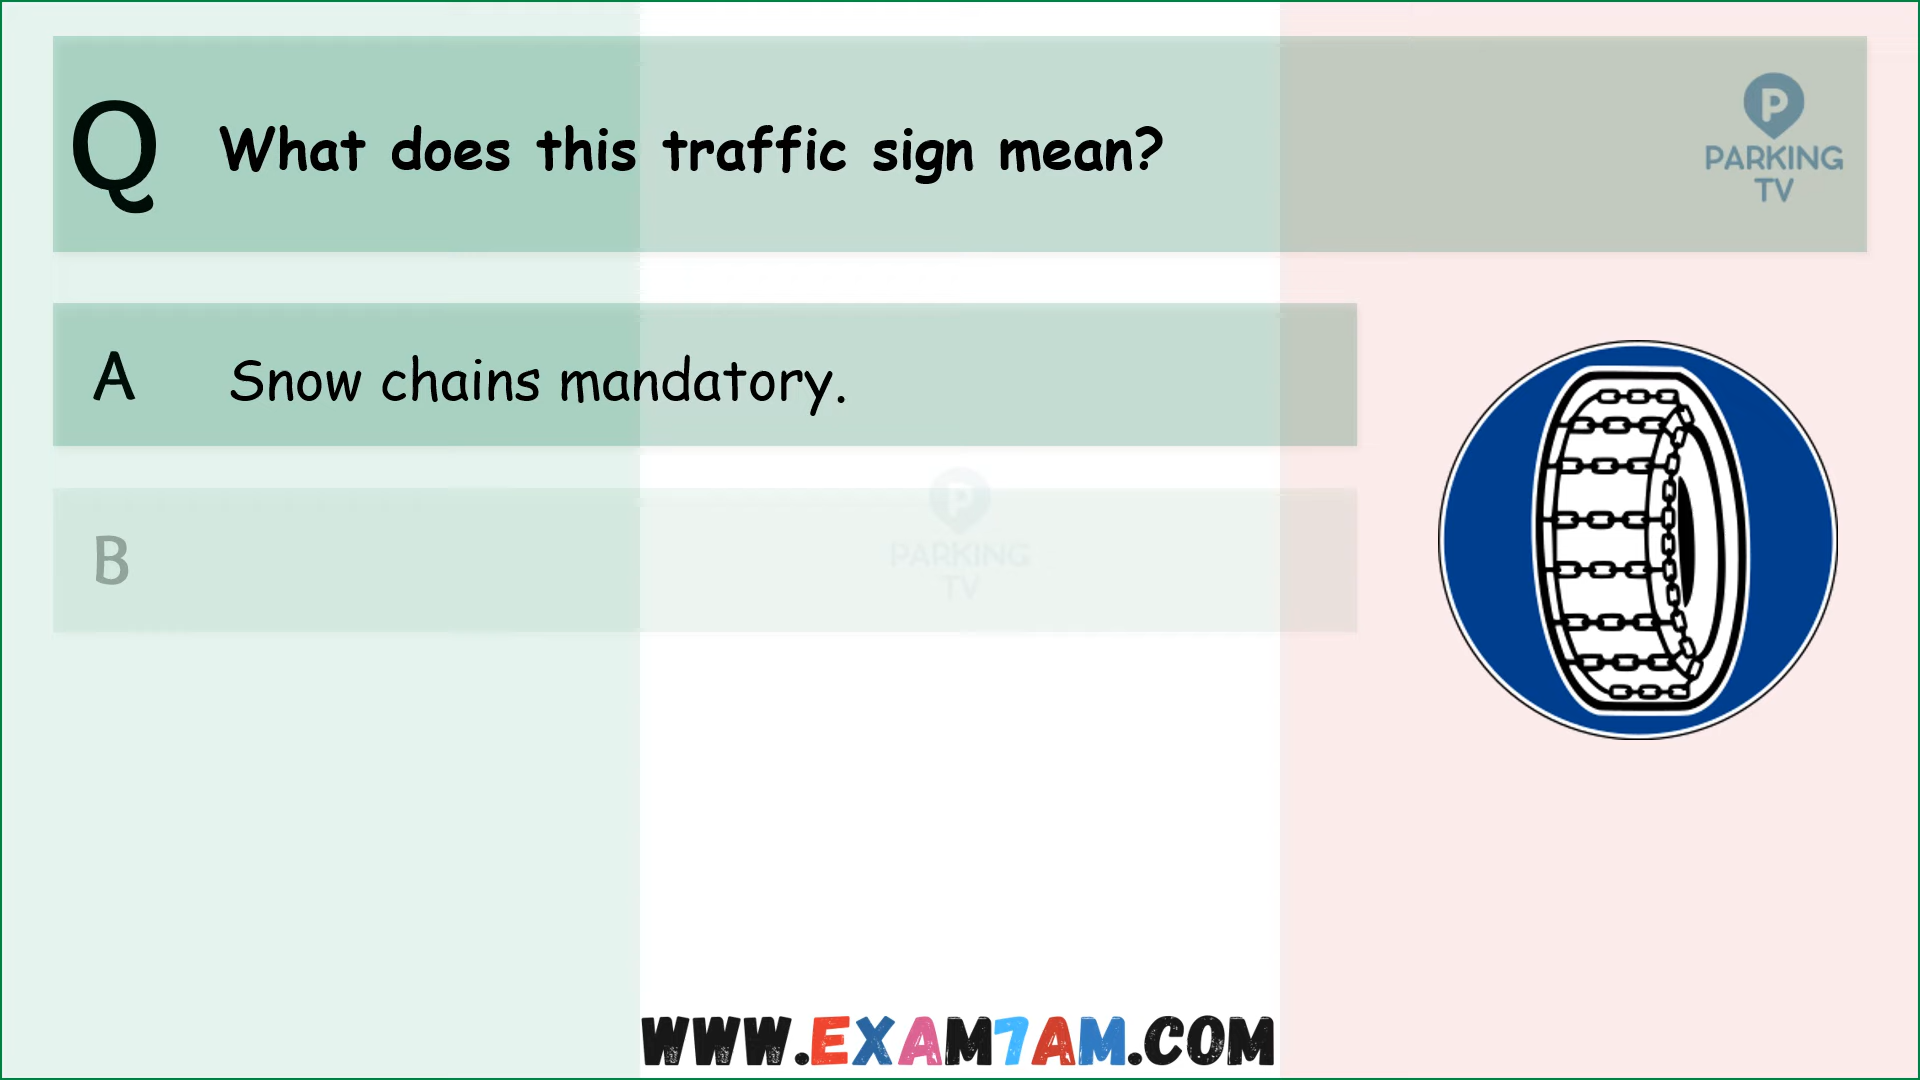 Q What does this traffic sign mean?
P
PARKING
TV
A Snow chains mandatory.
B
P
PARKING
TV
WWW.EXAM7AM.COM